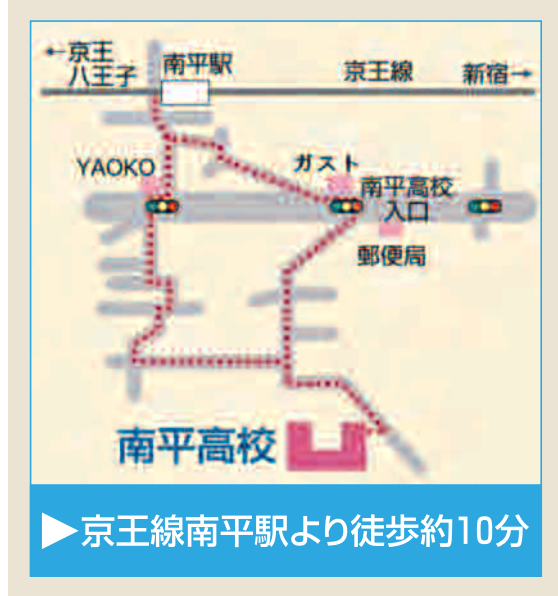 ←京王
八王子
南平駅
京王線
新宿→
YAOKO
ガスト
南平高校
入口
郵便局
南平高校
▶京王線南平駅より徒歩約10分